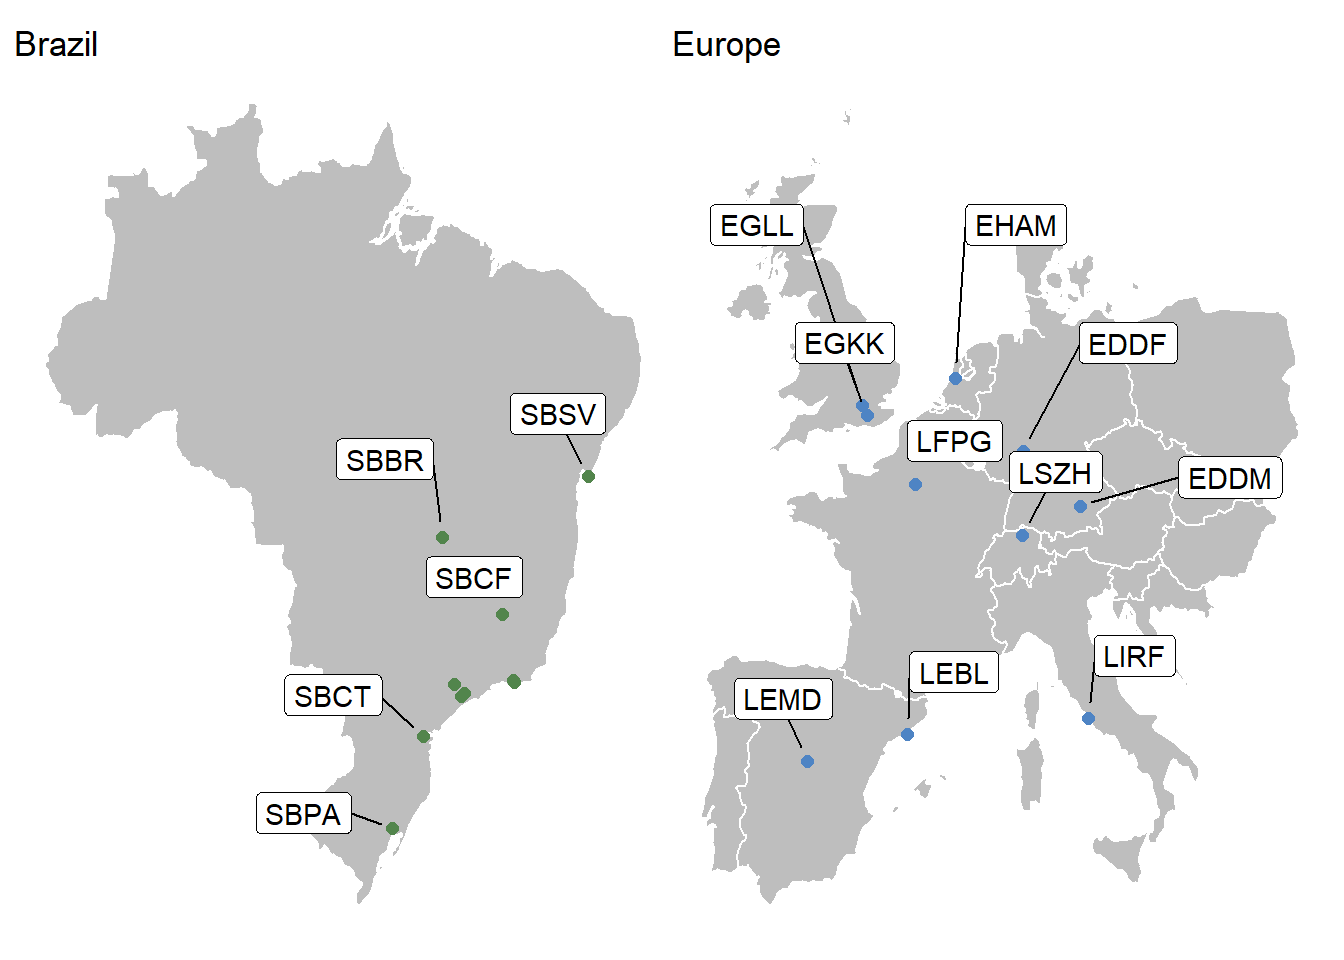 Brazil
SBSV
SBBR
SBCF
SBCT
SBPA
Europe
EGLL
EHAM
EGKK
EDDF
LFPG
LSZH
EDDM
LIRF
LEBL
LEMD